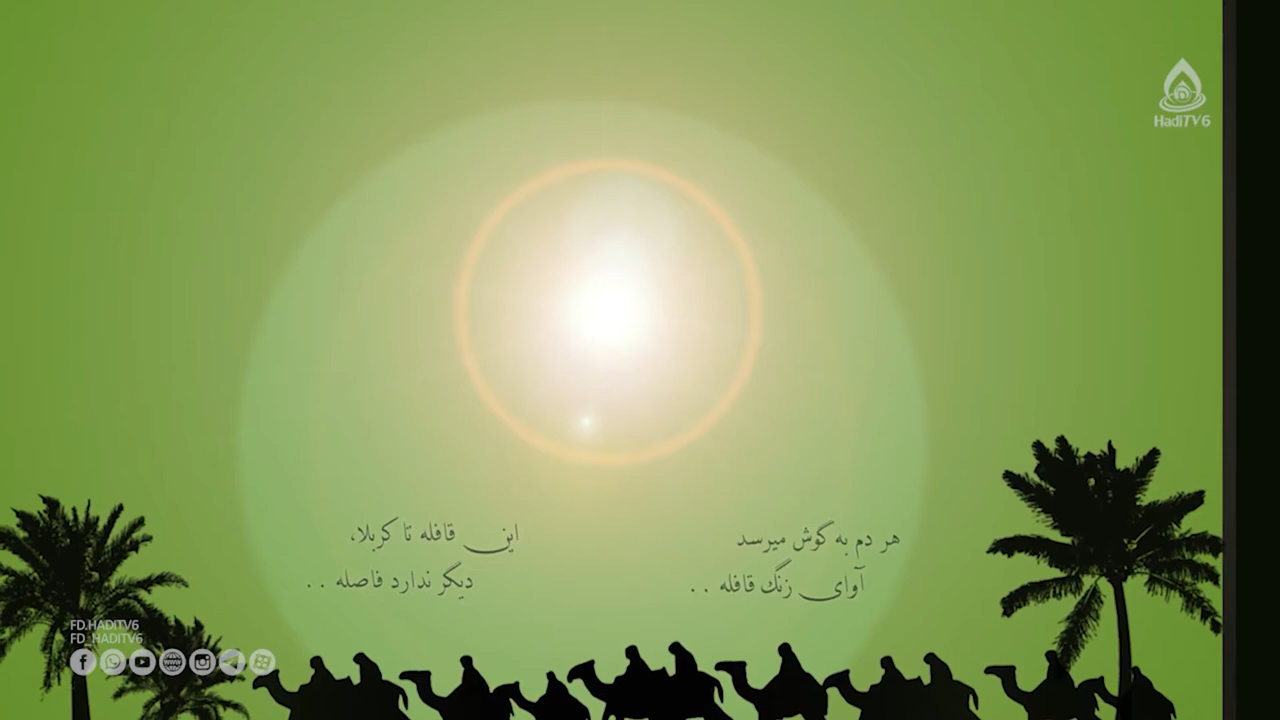 HadiTV6
هر دم به گوش میرسد
آوای زنگ قافله . .
این قافله تا کربلا،
دیگر ندارد فاصله . .
FD.HADITV6
FD_HADITV6